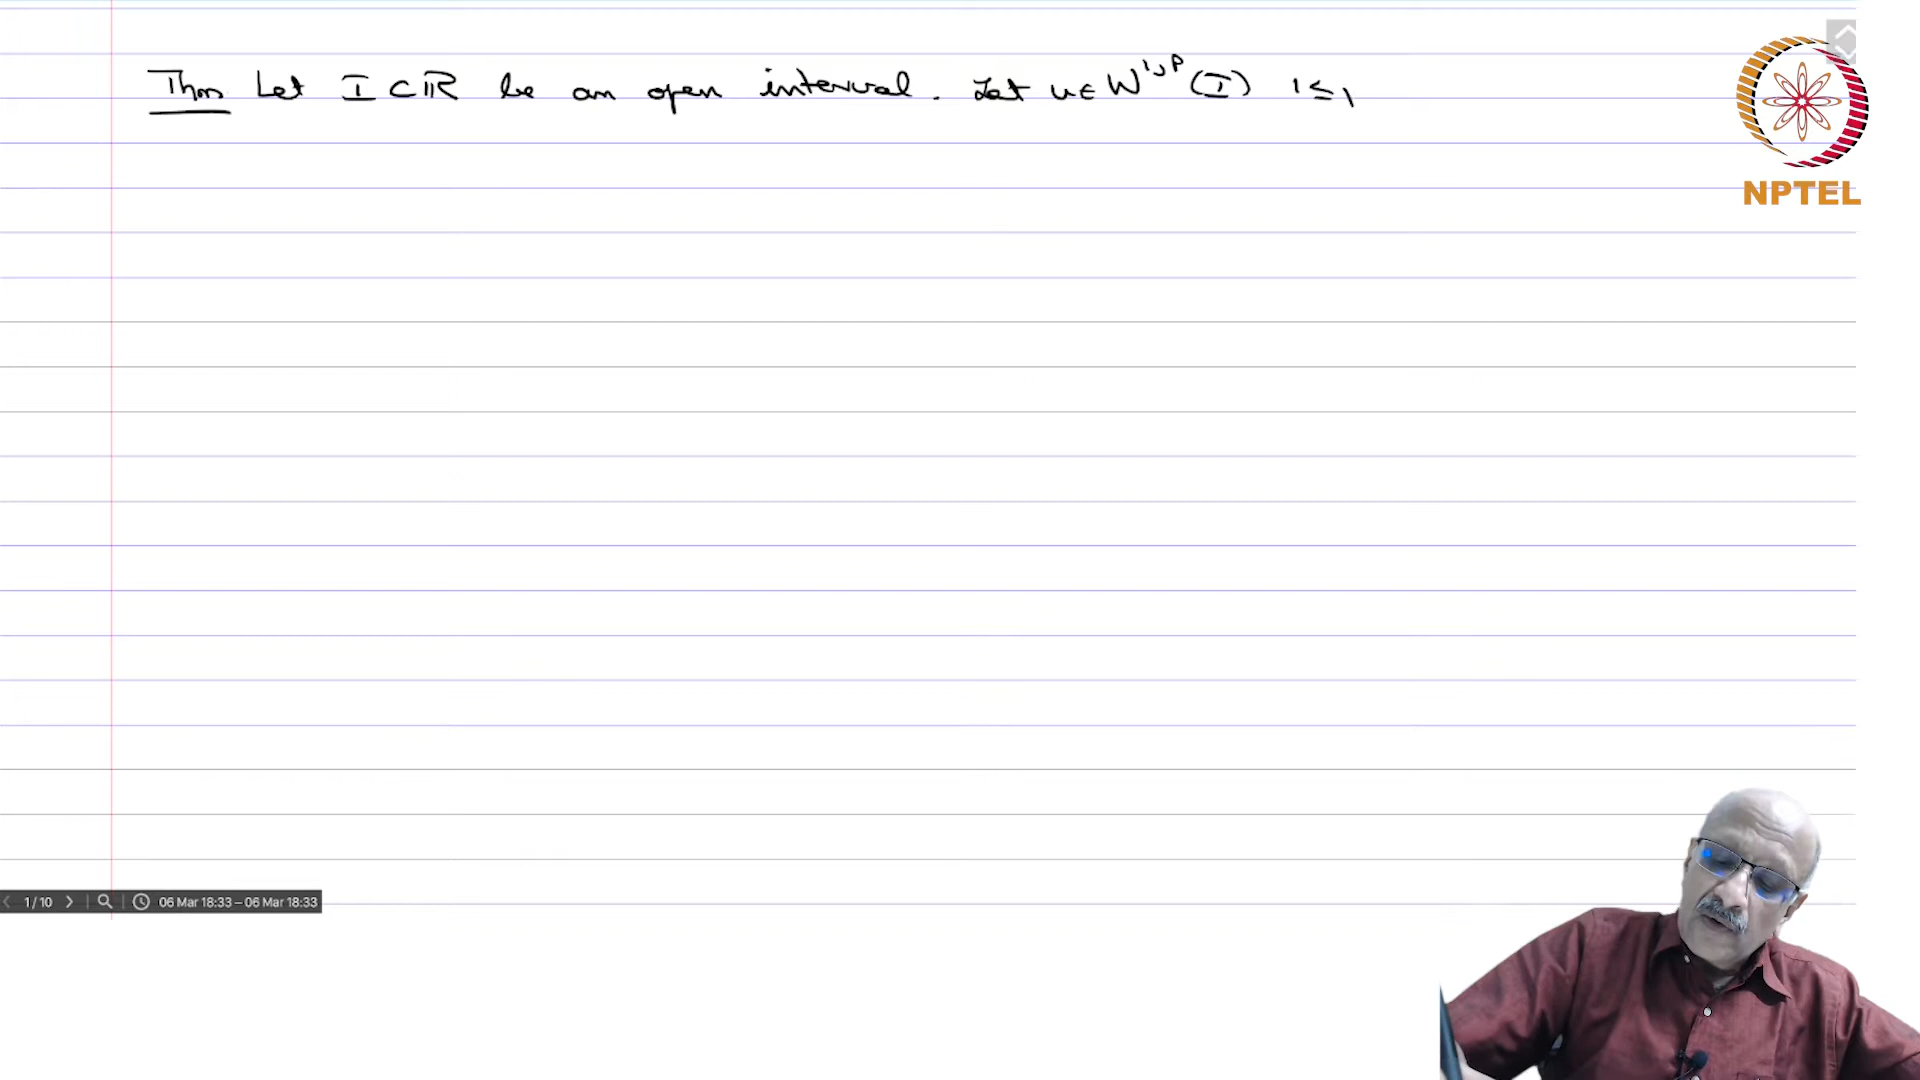 Thm Let I ⊂ ℝ be an open interval. Let u ∈ W^{1,p}(I) 1 ≤ 1
NPTEL
1/10 06 Mar 18:33 – 06 Mar 18:33